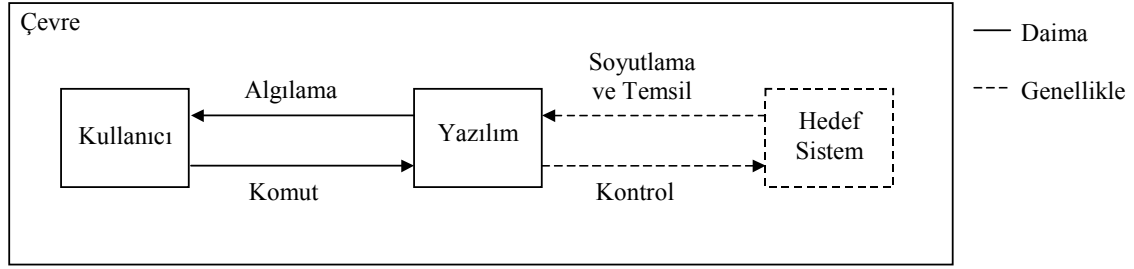 Çevre
Daima
Genellikle
Algılama
Soyutlama
ve Temsil
Kullanıcı
Yazılım
Hedef
Sistem
Komut
Kontrol